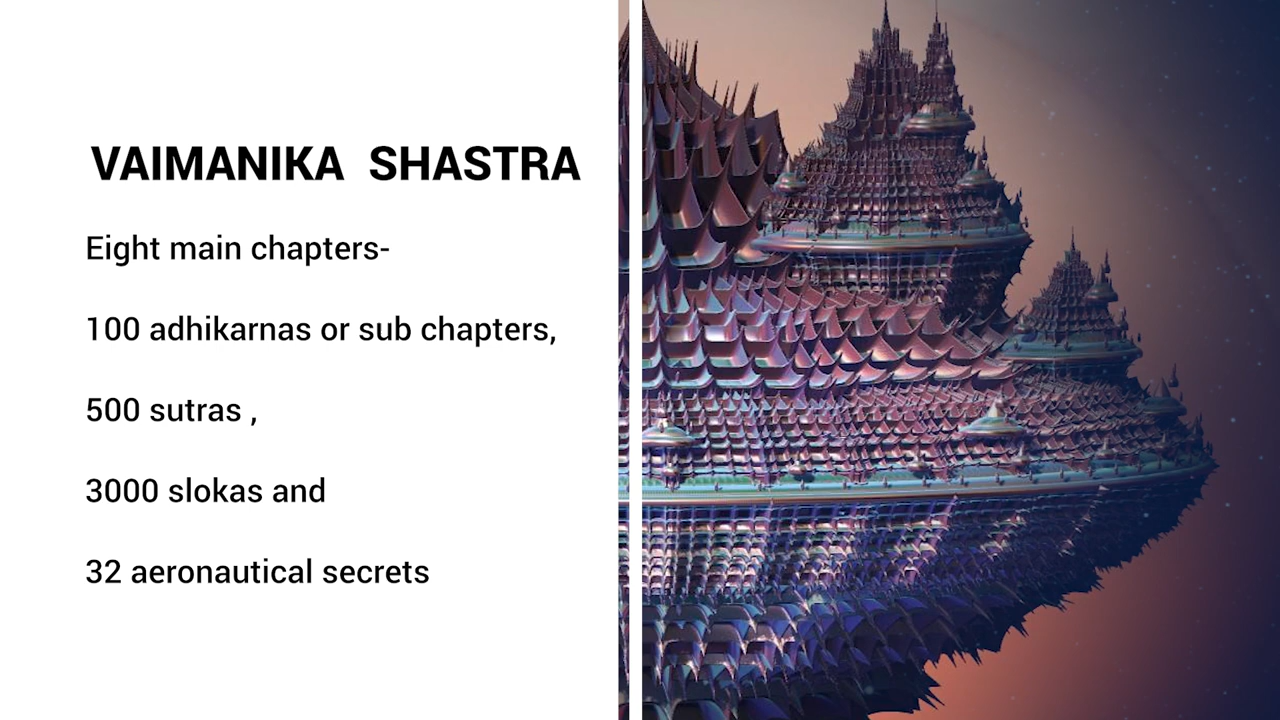 VAIMANIKA SHASTRA
Eight main chapters-
100 adhikarnas or sub chapters,
500 sutras ,
3000 slokas and
32 aeronautical secrets